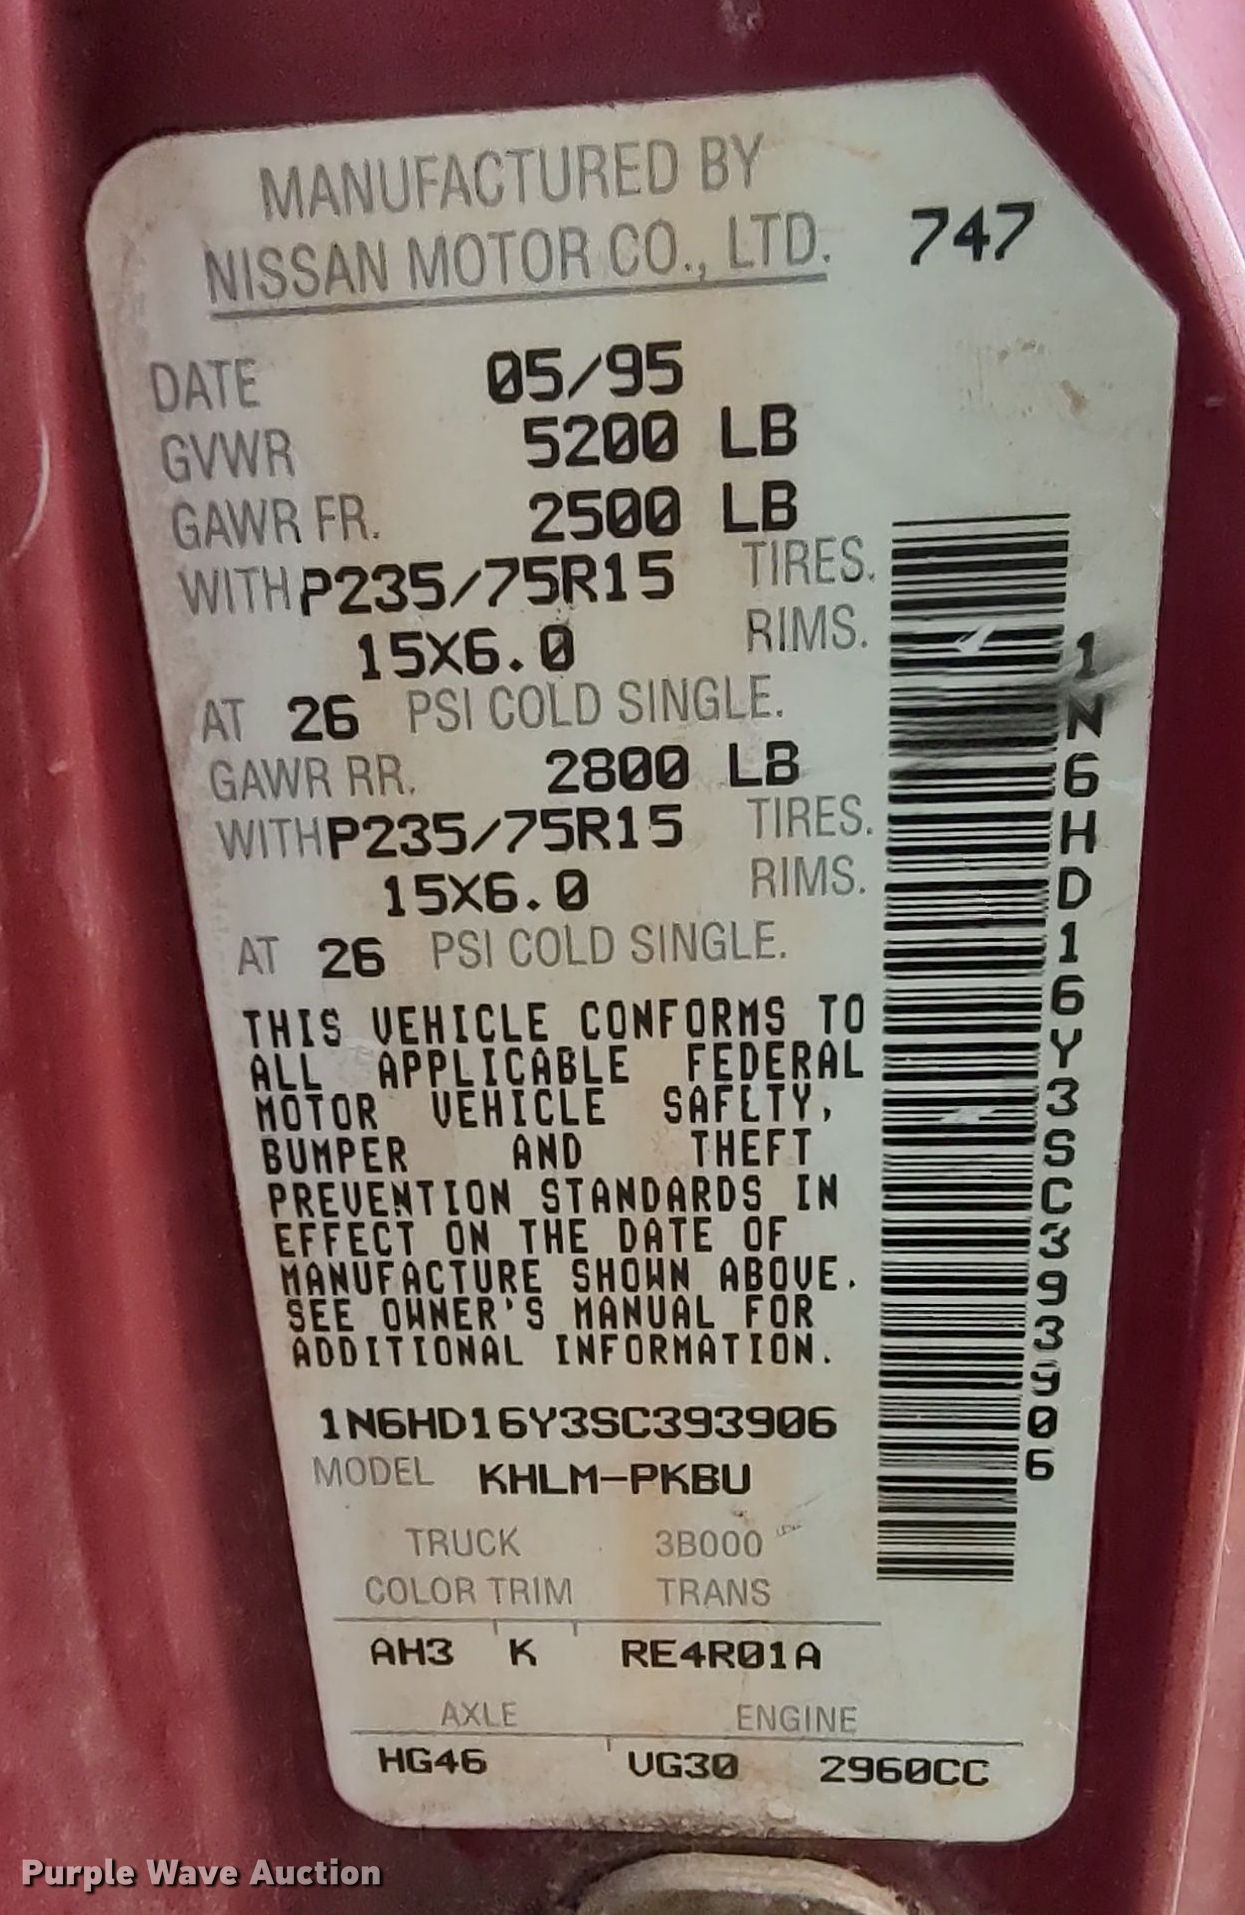 MANUFACTURED BY
NISSAN MOTOR CO., LTD. 747
DATE 05/95
GVWR 5200 LB
GAWR FR. 2500 LB
WITH P235/75R15 TIRES.
15X6.0 RIMS.
AT 26 PSI COLD SINGLE.
GAWR RR. 2800 LB
WITH P235/75R15 TIRES.
15X6.0 RIMS.
AT 26 PSI COLD SINGLE.
THIS VEHICLE CONFORMS TO
ALL APPLICABLE FEDERAL
MOTOR VEHICLE SAFETY,
BUMPER AND THEFT
PREVENTION STANDARDS IN
EFFECT ON THE DATE OF
MANUFACTURE SHOWN ABOVE.
SEE OWNER'S MANUAL FOR
ADDITIONAL INFORMATION.
1N6HD16Y3SC393906
MODEL KHLM-PKBU
TRUCK 3B000
COLOR TRIM TRANS
AH3 K RE4R01A
AXLE ENGINE
HG46 VG30 2960CC
1N6HD16Y3SC393906
Purple Wave Auction